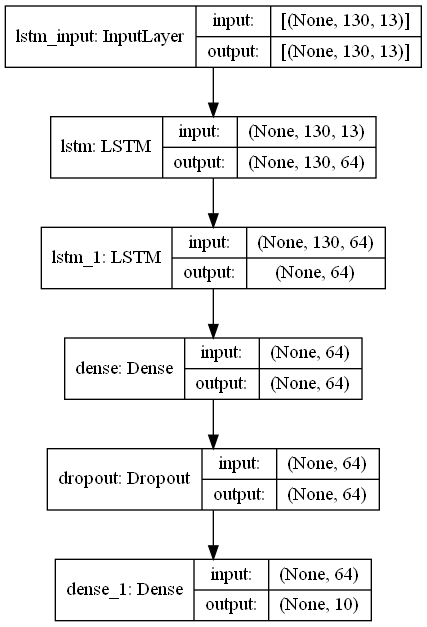 lstm_input: InputLayer
input: [(None, 130, 13)]
output: [(None, 130, 13)]
lstm: LSTM
input: (None, 130, 13)
output: (None, 130, 64)
lstm_1: LSTM
input: (None, 130, 64)
output: (None, 64)
dense: Dense
input: (None, 64)
output: (None, 64)
dropout: Dropout
input: (None, 64)
output: (None, 64)
dense_1: Dense
input: (None, 64)
output: (None, 10)